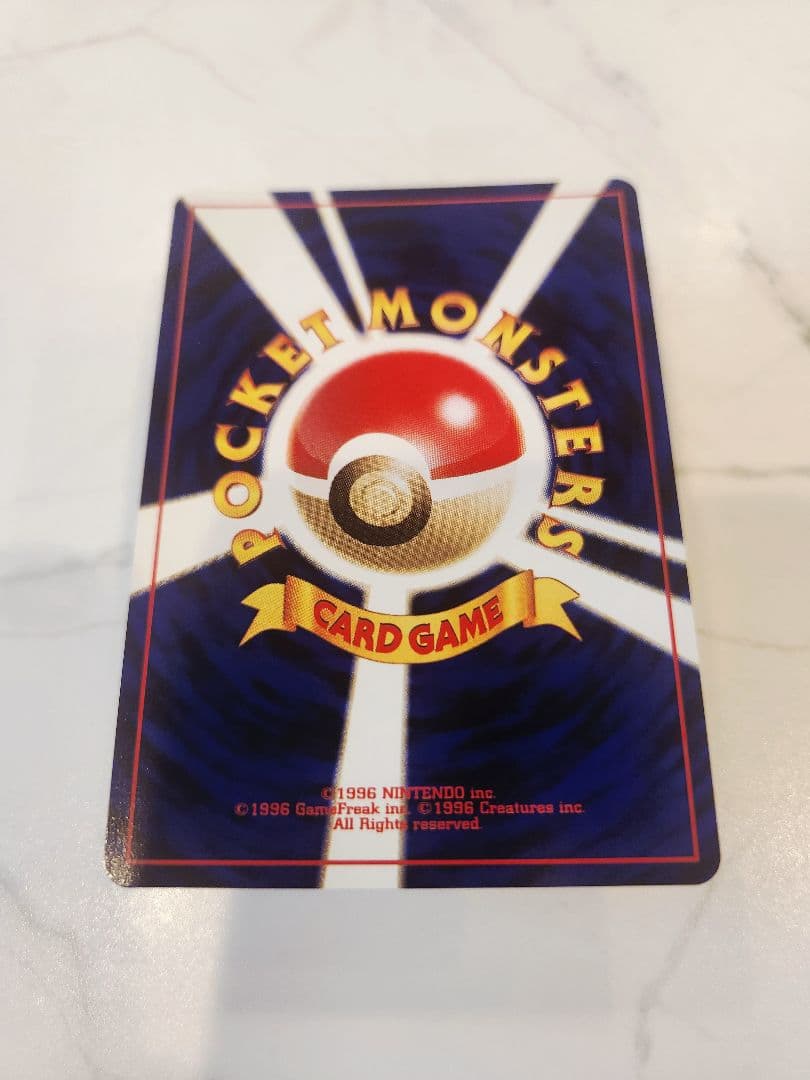 POCKET MONSTERS
CARD GAME
©1996 NINTENDO inc.
©1996 GameFreak inc. ©1996 Creatures inc.
All Rights reserved.